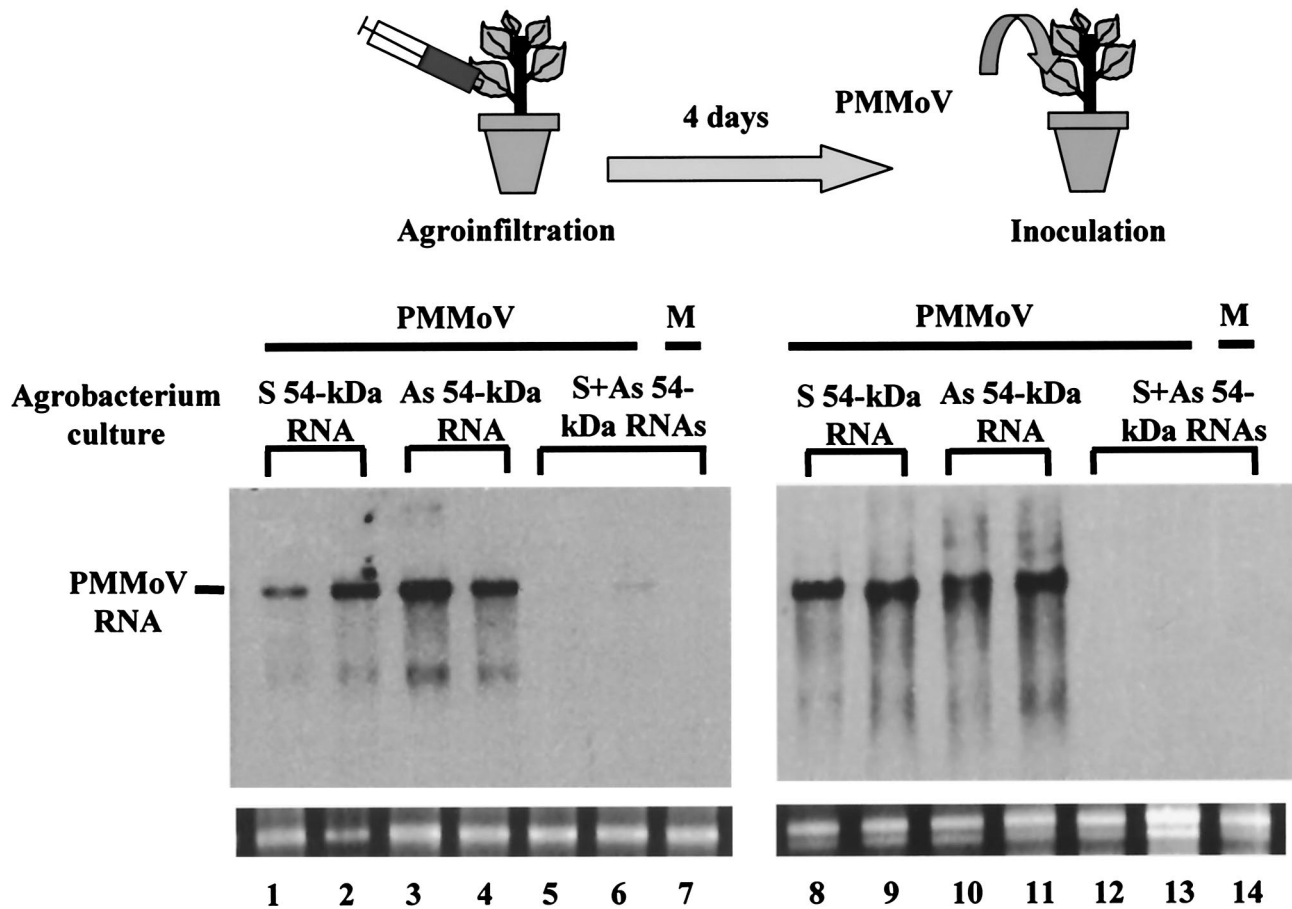 4 days
PMMoV
Agroinfiltration
Inoculation
PMMoV M PMMoV M
Agrobacterium
culture
S 54-kDa
RNA
As 54-kDa
RNA
S+As 54-
kDa RNAs
S 54-kDa
RNA
As 54-kDa
RNA
S+As 54-
kDa RNAs
PMMoV
RNA
1 2 3 4 5 6 7 8 9 10 11 12 13 14